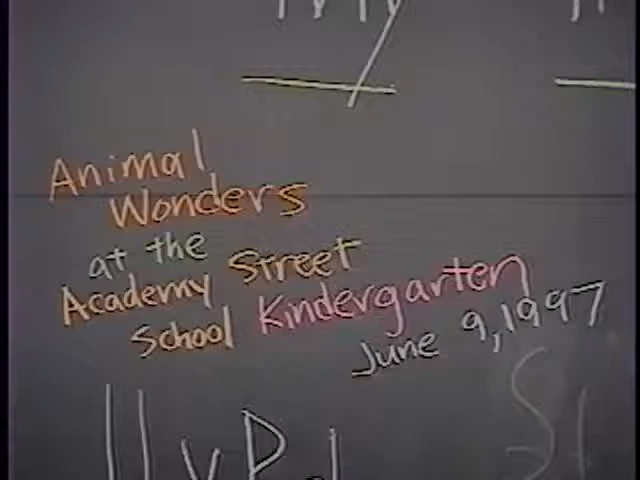 Animal
Wonders
at the
Academy Street
School Kindergarten
June 9, 1997